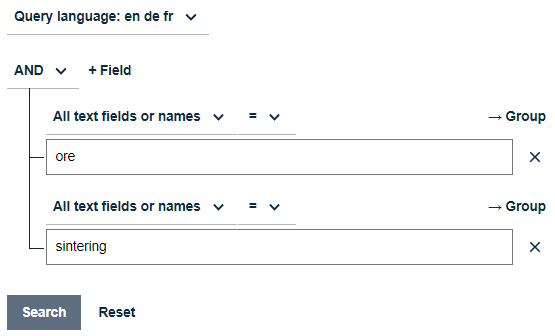 Query language: en de fr
AND + Field
All text fields or names = → Group
ore ×
All text fields or names = → Group
sintering ×
Search Reset